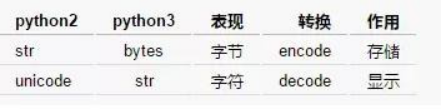 python2 python3 表现 转换 作用
str bytes 字节 encode 存储
unicode str 字符 decode 显示